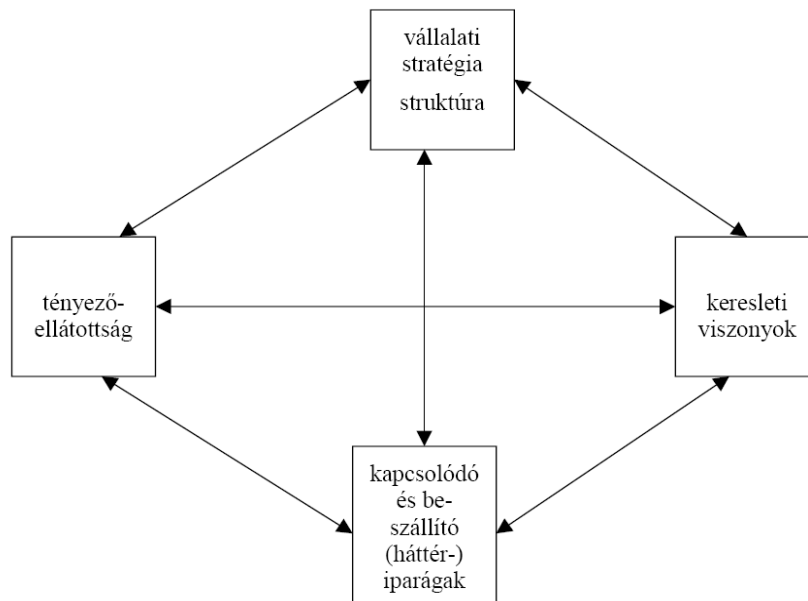 vállalati
stratégia
struktúra
tényező-
ellátottság
keresleti
viszonyok
kapcsolódó
és be-
szállító
(háttér-)
iparágak